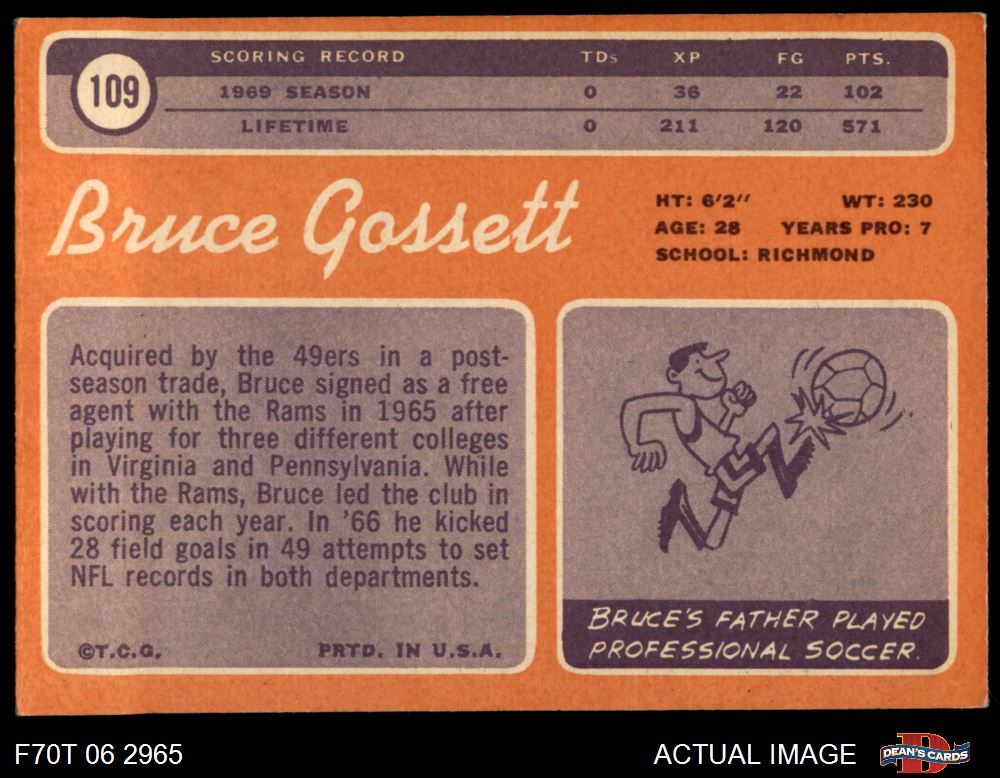 109
SCORING RECORD TDs XP FG PTS.
1969 SEASON 0 36 22 102
LIFETIME 0 211 120 571
Bruce Gossett
HT: 6'2" WT: 230
AGE: 28 YEARS PRO: 7
SCHOOL: RICHMOND
Acquired by the 49ers in a post-
season trade, Bruce signed as a free
agent with the Rams in 1965 after
playing for three different colleges
in Virginia and Pennsylvania. While
with the Rams, Bruce led the club in
scoring each year. In '66 he kicked
28 field goals in 49 attempts to set
NFL records in both departments.
©T.C.G. PRTD. IN U.S.A.
BRUCE'S FATHER PLAYED
PROFESSIONAL SOCCER.
F70T 06 2965 ACTUAL IMAGE D
DEAN'S CARDS